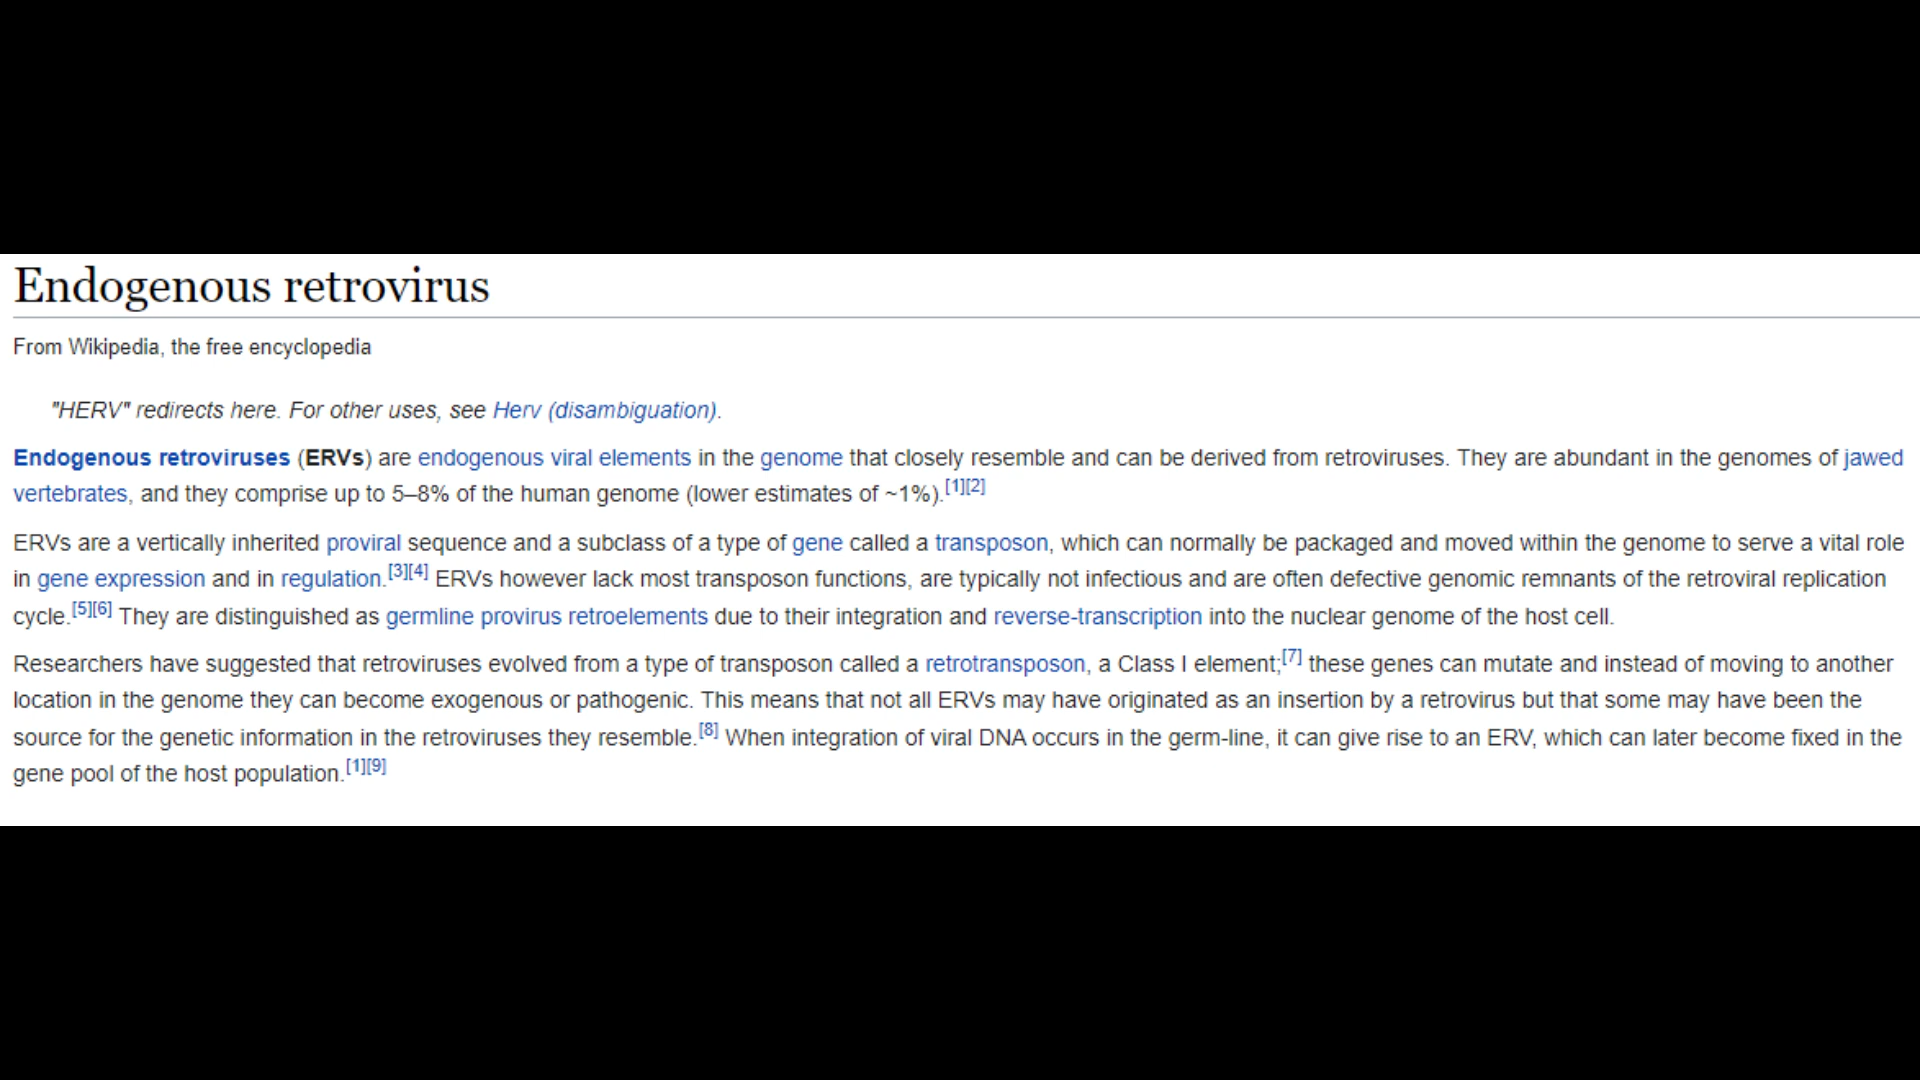 Endogenous retrovirus
From Wikipedia, the free encyclopedia
"HERV" redirects here. For other uses, see Herv (disambiguation).
Endogenous retroviruses (ERVs) are endogenous viral elements in the genome that closely resemble and can be derived from retroviruses. They are abundant in the genomes of jawed
vertebrates, and they comprise up to 5–8% of the human genome (lower estimates of ~1%).[1][2]
ERVs are a vertically inherited proviral sequence and a subclass of a type of gene called a transposon, which can normally be packaged and moved within the genome to serve a vital role
in gene expression and in regulation.[3][4] ERVs however lack most transposon functions, are typically not infectious and are often defective genomic remnants of the retroviral replication
cycle.[5][6] They are distinguished as germline provirus retroelements due to their integration and reverse-transcription into the nuclear genome of the host cell.
Researchers have suggested that retroviruses evolved from a type of transposon called a retrotransposon, a Class I element;[7] these genes can mutate and instead of moving to another
location in the genome they can become exogenous or pathogenic. This means that not all ERVs may have originated as an insertion by a retrovirus but that some may have been the
source for the genetic information in the retroviruses they resemble.[8] When integration of viral DNA occurs in the germ-line, it can give rise to an ERV, which can later become fixed in the
gene pool of the host population.[1][9]